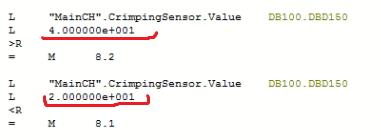 L "MainCH".CrimpingSensor.Value DB100.DBD150
L 4.000000e+001
>R
= M 8.2
L "MainCH".CrimpingSensor.Value DB100.DBD150
L 2.000000e+001
<R
= M 8.1